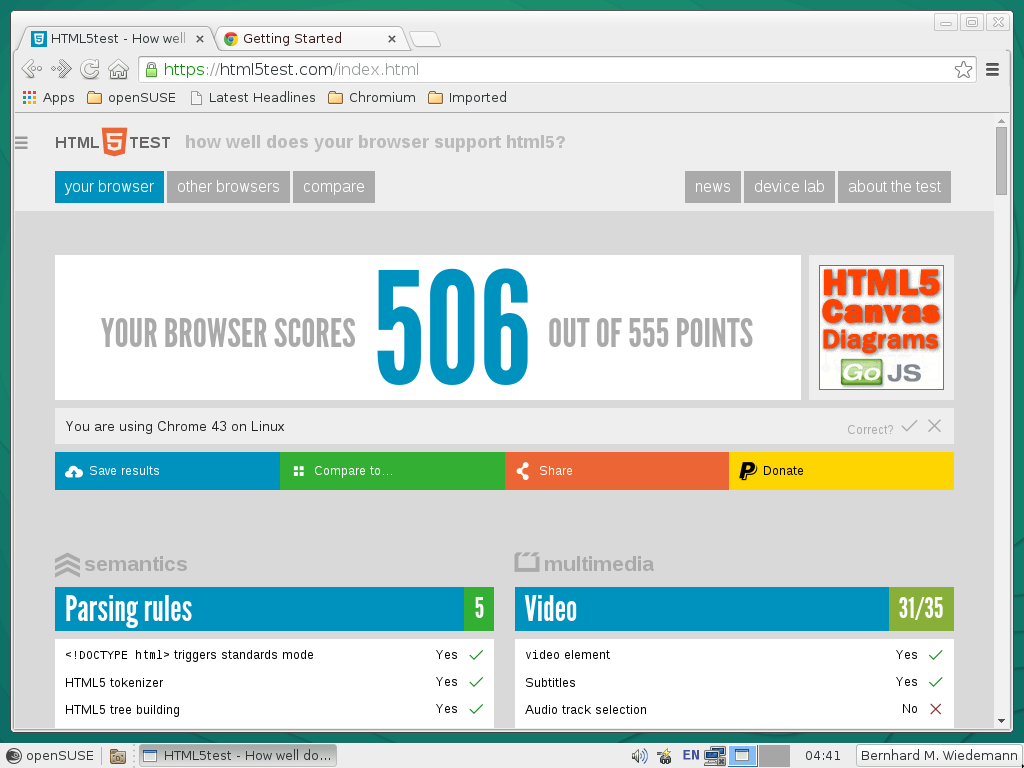 HTML5test - How well
Getting Started
https://html5test.com/index.html
Apps openSUSE Latest Headlines Chromium Imported
HTML 5 TEST how well does your browser support html5?
your browser other browsers compare news device lab about the test
YOUR BROWSER SCORES 506 OUT OF 555 POINTS
HTML5
Canvas
Diagrams
Go JS
You are using Chrome 43 on Linux Correct?
Save results Compare to... Share Donate
semantics
Parsing rules 5
<!DOCTYPE html> triggers standards mode Yes
HTML5 tokenizer Yes
HTML5 tree building Yes
multimedia
Video 31/35
video element Yes
Subtitles Yes
Audio track selection No
openSUSE HTML5test - How well do... EN 04:41 Bernhard M. Wiedemann